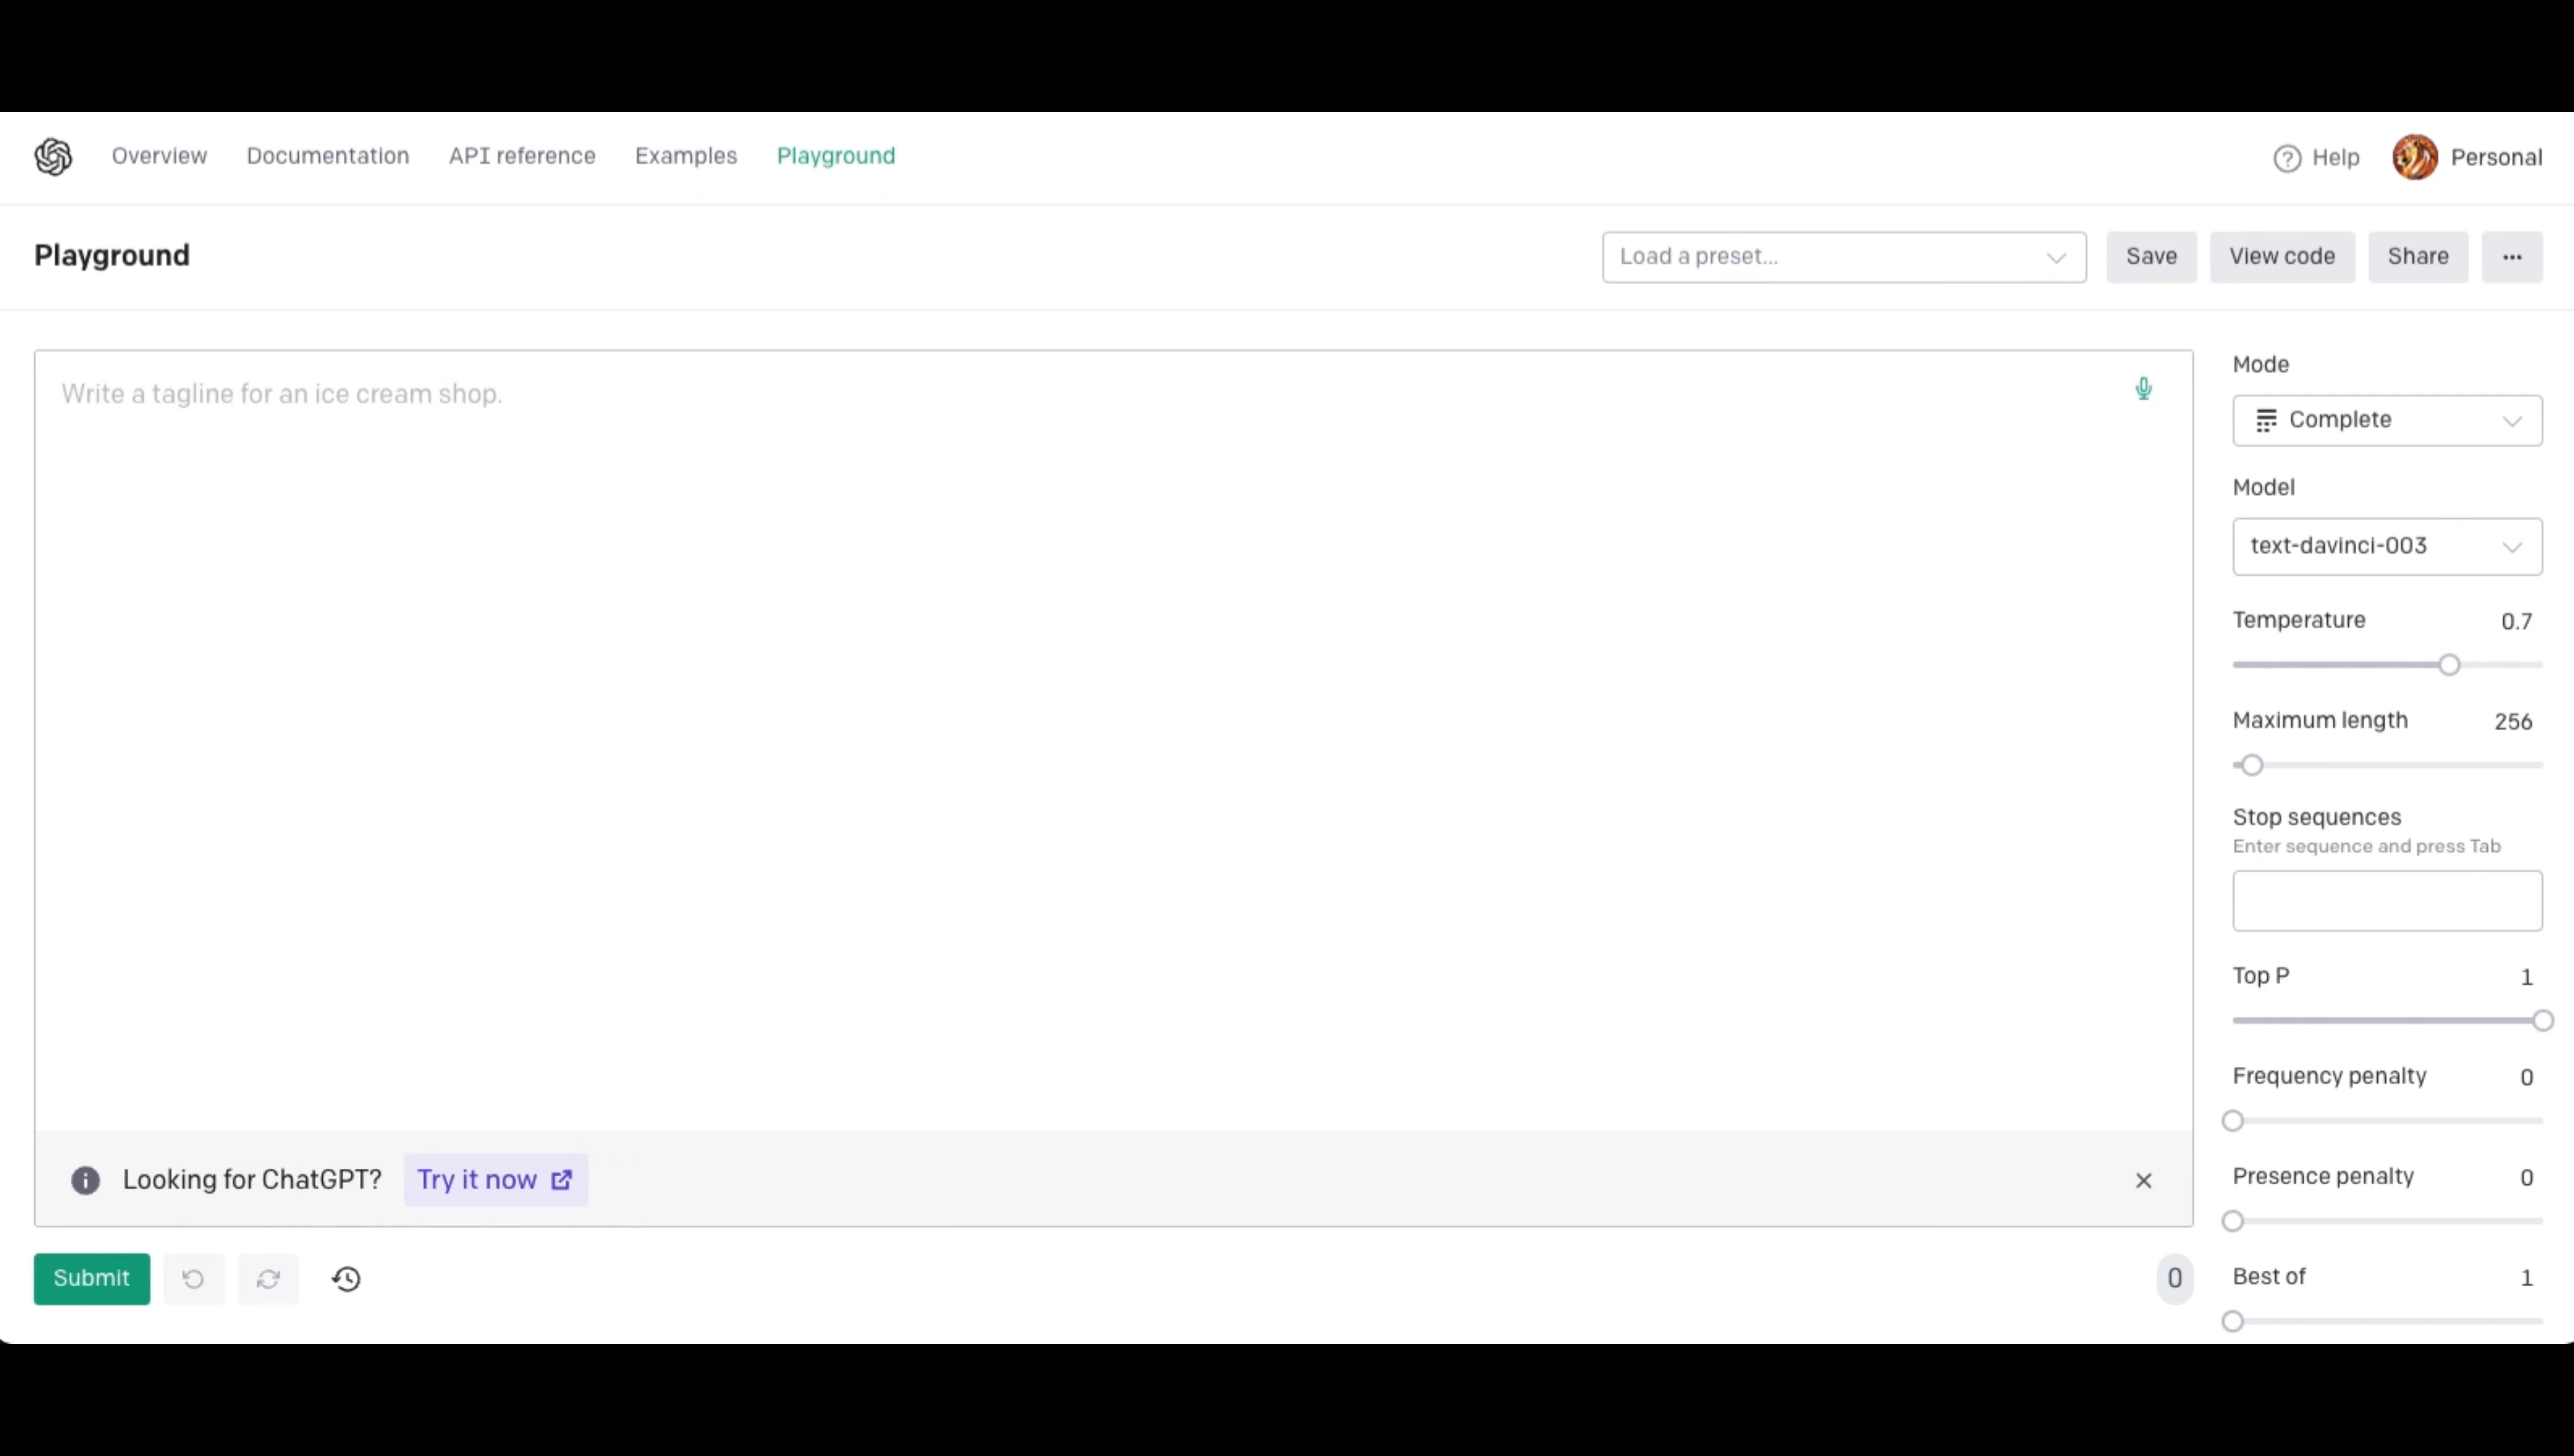 Overview Documentation API reference Examples Playground Help Personal
Playground Load a preset... Save View code Share ...
Write a tagline for an ice cream shop.
Looking for ChatGPT? Try it now
Submit 0
Mode
Complete
Model
text-davinci-003
Temperature 0.7
Maximum length 256
Stop sequences
Enter sequence and press Tab
Top P 1
Frequency penalty 0
Presence penalty 0
Best of 1